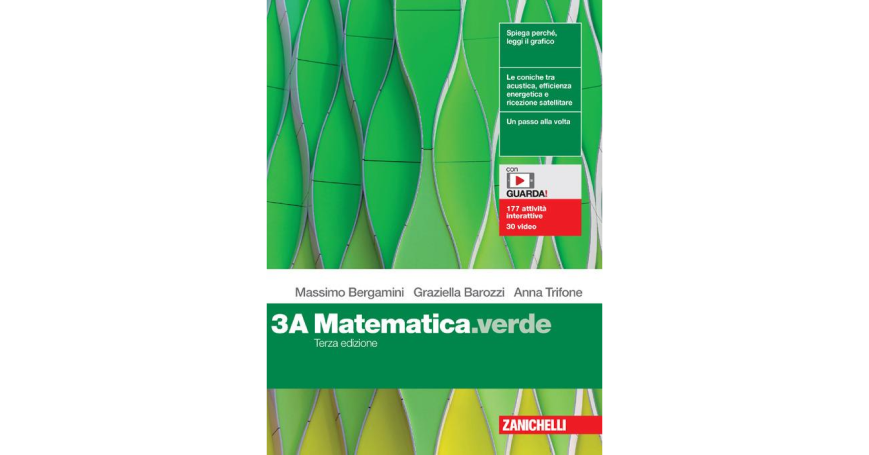 Spiega perché,
leggi il grafico
Le coniche tra
acustica, efficienza
energetica e
ricezione satellitare
Un passo alla volta
con
GUARDA!
177 attività
interattive
30 video
Massimo Bergamini Graziella Barozzi Anna Trifone
3A Matematica.verde
Terza edizione
ZANICHELLI